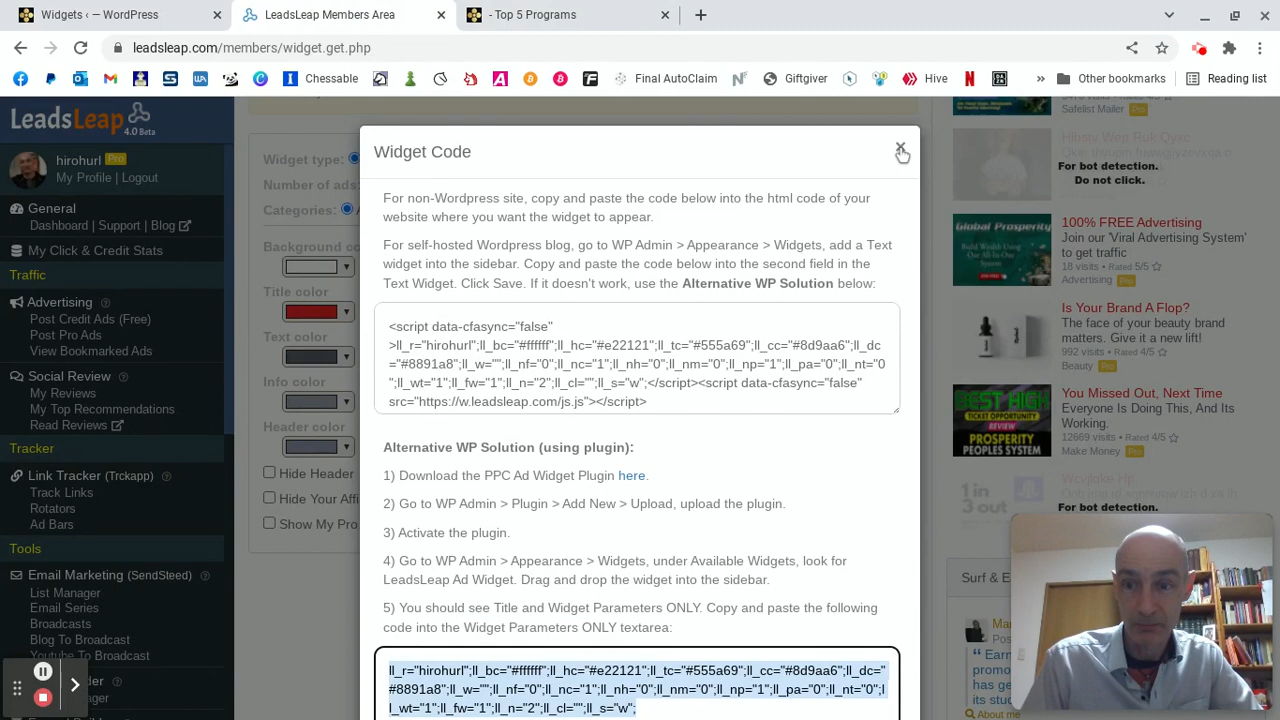 Widgets ‹ — WordPress
LeadsLeap Members Area
- Top 5 Programs
leadsleap.com/members/widget.get.php
Chessable
Final AutoClaim
Giftgiver
Hive
»
Other bookmarks
Reading list
LeadsLeap
4.0 Beta
hirohurl Pro
My Profile | Logout
General
Dashboard | Support | Blog
My Click & Credit Stats
Traffic
Advertising
Post Credit Ads (Free)
Post Pro Ads
View Bookmarked Ads
Social Review
My Reviews
My Top Recommendations
Read Reviews
Tracker
Link Tracker (Trckapp)
Track Links
Rotators
Ad Bars
Tools
Email Marketing (SendSteed)
List Manager
Email Series
Broadcasts
Blog To Broadcast
Youtube To Broadcast
Widget type:
Number of ads:
Categories:
Background co
Title color
Text color
Info color
Header color
Hide Header
Hide Your Affi
Show My Pro
Widget Code
For non-Wordpress site, copy and paste the code below into the html code of your
website where you want the widget to appear.
For self-hosted Wordpress blog, go to WP Admin > Appearance > Widgets, add a Text
widget into the sidebar. Copy and paste the code below into the second field in the
Text Widget. Click Save. If it doesn't work, use the Alternative WP Solution below:
<script data-cfasync="false"
>ll_r="hirohurl";ll_bc="#ffffff";ll_hc="#e22121";ll_tc="#555a69";ll_cc="#8d9aa6";ll_dc
="#8891a8";ll_w="";ll_nf="0";ll_nc="1";ll_nh="0";ll_nm="0";ll_np="1";ll_pa="0";ll_nt="0
";ll_wt="1";ll_fw="1";ll_n="2";ll_cl="";ll_s="w";</script><script data-cfasync="false"
src="https://w.leadsleap.com/js.js"></script>
Alternative WP Solution (using plugin):
1) Download the PPC Ad Widget Plugin here.
2) Go to WP Admin > Plugin > Add New > Upload, upload the plugin.
3) Activate the plugin.
4) Go to WP Admin > Appearance > Widgets, under Available Widgets, look for
LeadsLeap Ad Widget. Drag and drop the widget into the sidebar.
5) You should see Title and Widget Parameters ONLY. Copy and paste the following
code into the Widget Parameters ONLY textarea:
ll_r="hirohurl";ll_bc="#ffffff";ll_hc="#e22121";ll_tc="#555a69";ll_cc="#8d9aa6";ll_dc="
#8891a8";ll_w="";ll_nf="0";ll_nc="1";ll_nh="0";ll_nm="0";ll_np="1";ll_pa="0";ll_nt="0";l
l_wt="1";ll_fw="1";ll_n="2";ll_cl="";ll_s="w";
Safelist Mailer Pro
For bot detection.
Do not click.
100% FREE Advertising
Join our 'Viral Advertising System'
to get traffic
18 visits • Rated 5/5
Advertising Pro
Is Your Brand A Flop?
The face of your beauty brand
matters. Give it a new lift!
992 visits • Rated 4/5
Beauty Pro
You Missed Out, Next Time
Everyone Is Doing This, And Its
Working.
12669 visits • Rated 4/5
Make Money Pro
For bot detection.
Surf & E
Mar
Pos
Earn
promo
has ge
its stu
About me